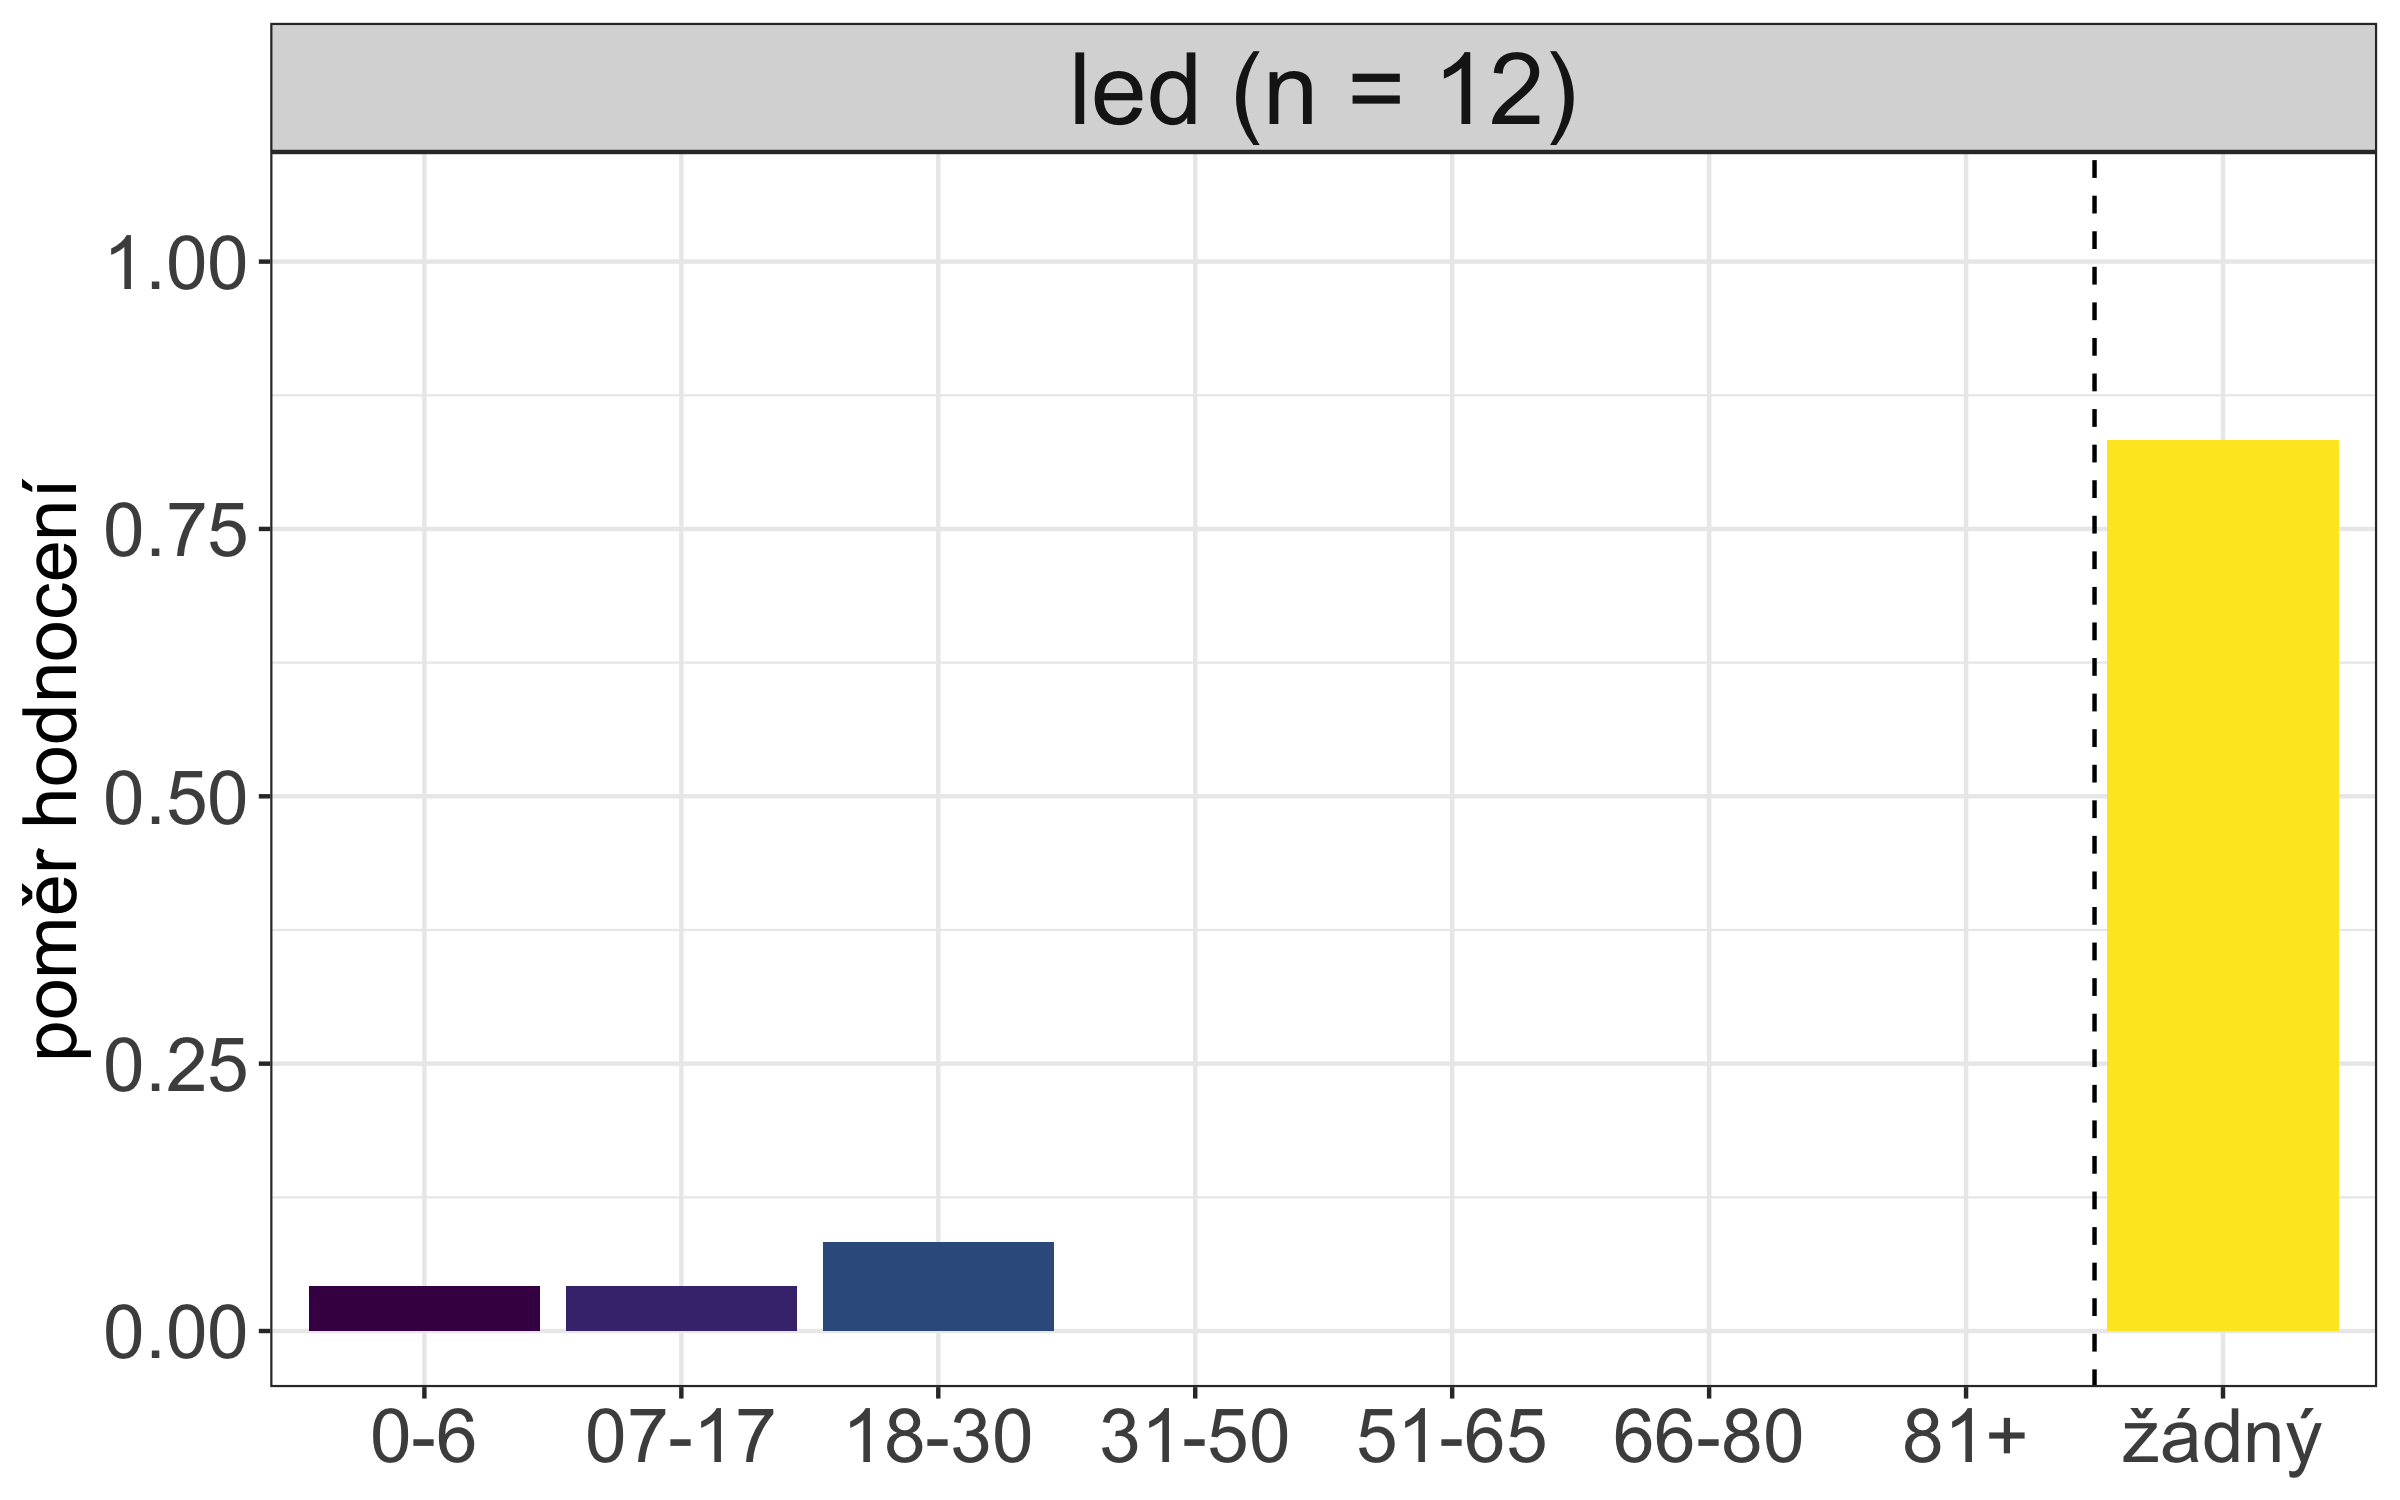 led (n = 12)
poměr hodnocení
1.00
0.75
0.50
0.25
0.00
0-6 07-17 18-30 31-50 51-65 66-80 81+ žádný